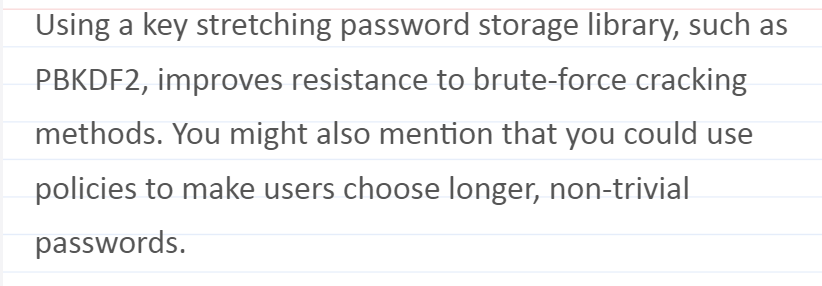 Using a key stretching password storage library, such as
PBKDF2, improves resistance to brute-force cracking
methods. You might also mention that you could use
policies to make users choose longer, non-trivial
passwords.